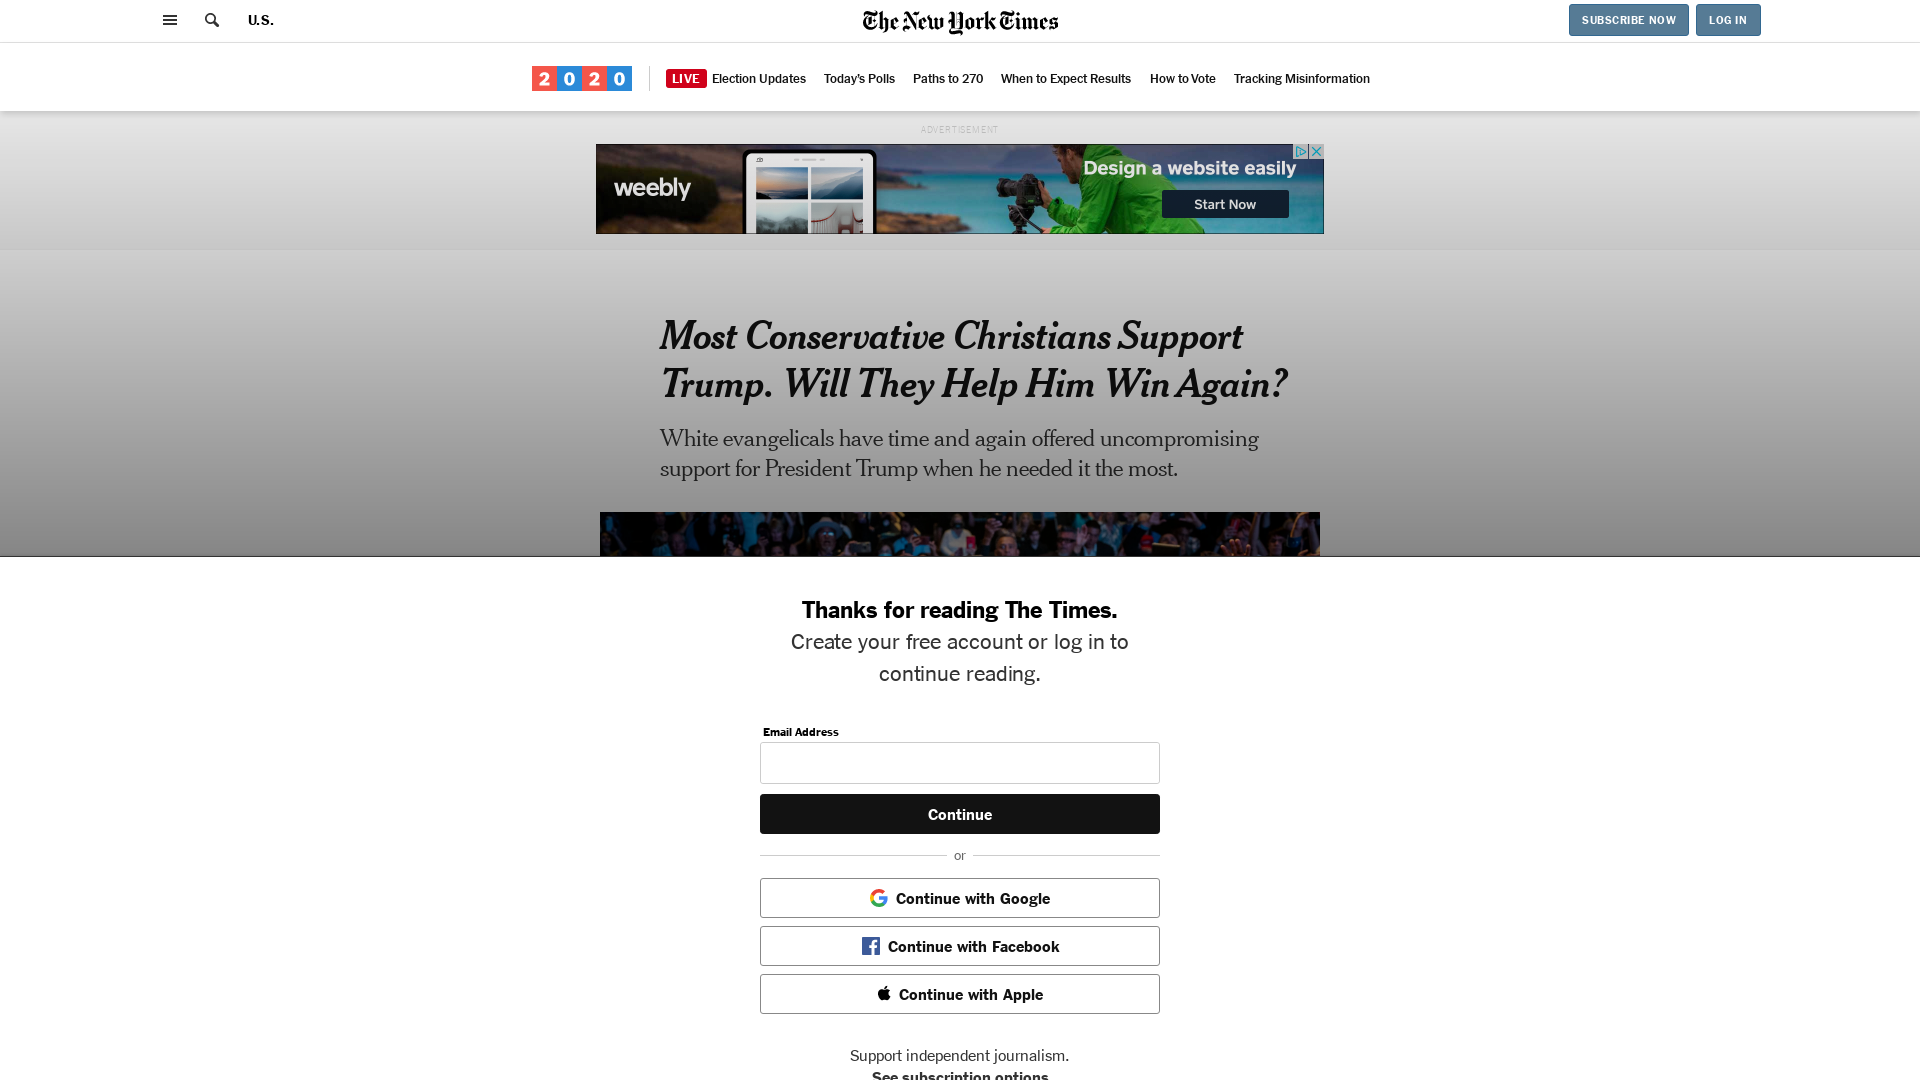 U.S.
The New York Times
SUBSCRIBE NOW
LOG IN
2020
LIVE Election Updates
Today's Polls
Paths to 270
When to Expect Results
How to Vote
Tracking Misinformation
ADVERTISEMENT
weebly
Design a website easily
Start Now
Most Conservative Christians Support
Trump. Will They Help Him Win Again?
White evangelicals have time and again offered uncompromising
support for President Trump when he needed it the most.
Thanks for reading The Times.
Create your free account or log in to
continue reading.
Email Address
Continue
or
Continue with Google
Continue with Facebook
Continue with Apple
Support independent journalism.
See subscription options